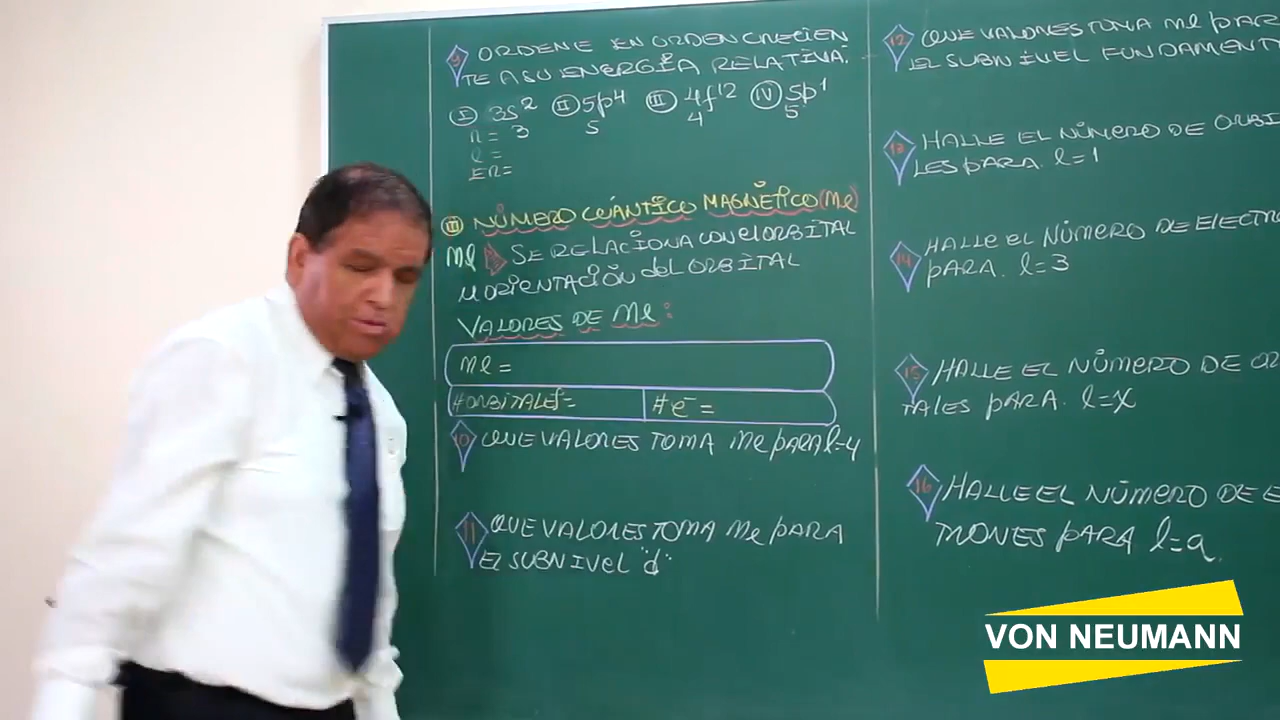 9 ORDENE EN ORDEN CRECIEN
TE A SU ENERGÍA RELATIVA.
I 3s2 II 5p4 III 4f12 IV 5p1
n = 3 5 4 5
l =
ER=
III NÚMERO CUÁNTICO MAGNÉTICO (Ml)
Ml SE RELACIONA CON el ORBITAL
U ORIENTACIÓN del ORBITAL
VALORES DE Ml:
Ml =
#ORBITALES= #e- =
10 QUE VALORES TOMA Ml PARA l=4
11 QUE VALORES TOMA Ml PARA
EL SUBNIVEL "d"
12 QUE VALORES TOMA Ml PAR
EL SUBNIVEL FUNDAMENT
13 HALLE EL NÚMERO DE ORBI
LES PARA. l=1
14 HALLE el NÚMERO DE ELECTR
PARA. l=3
15 HALLE EL NÚMERO DE OR
TALES PARA. l=x
16 HALLE EL NÚMERO DE E
TRONES PARA l=a.
VON NEUMANN